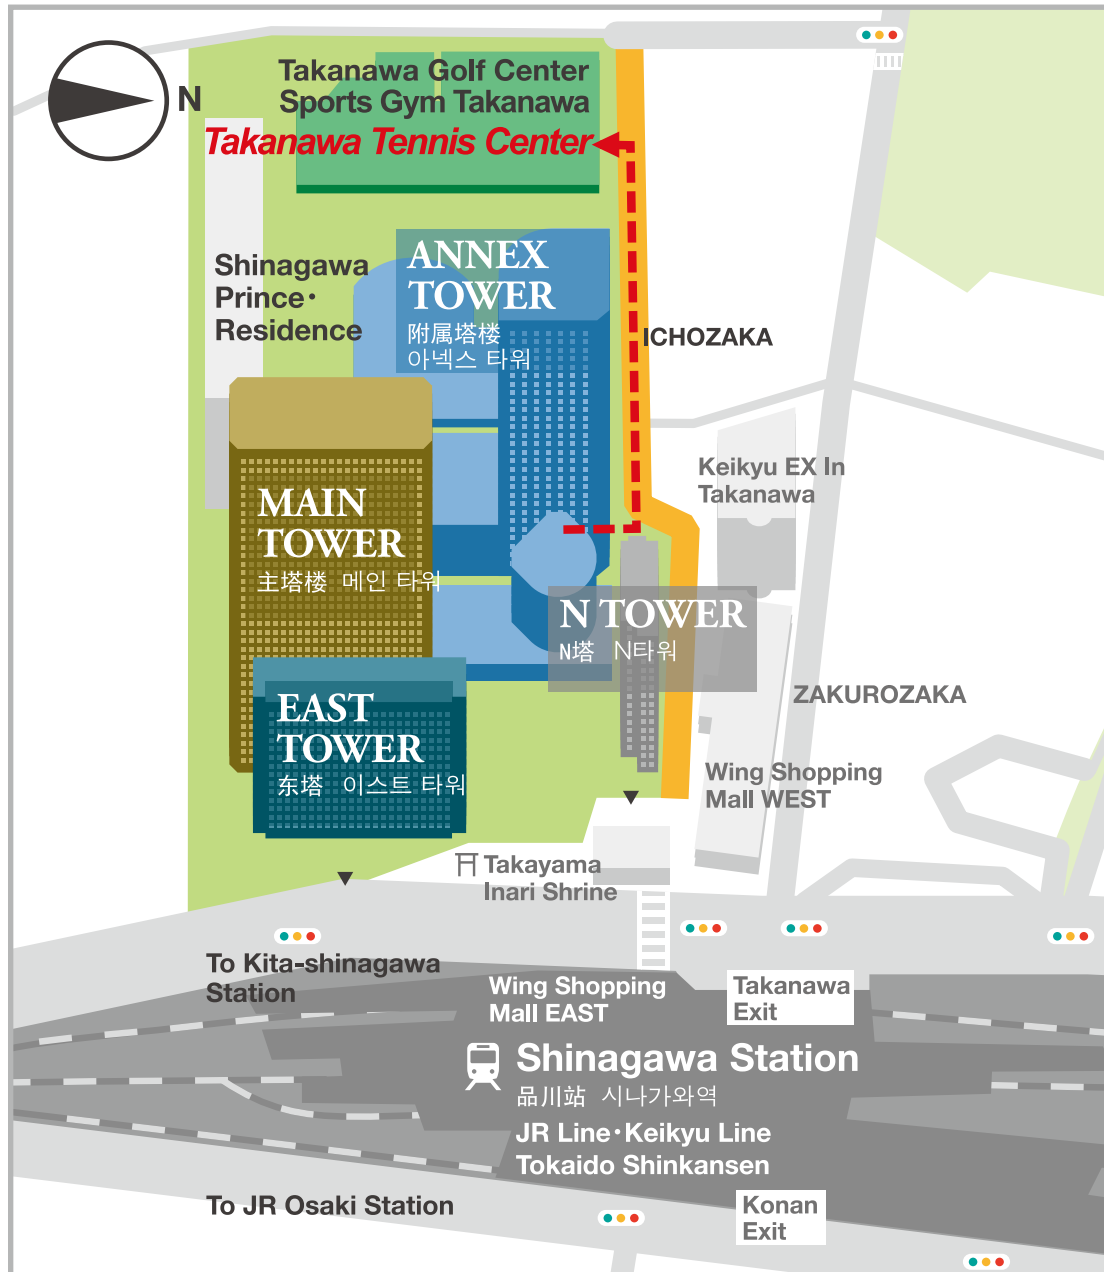 N
Takanawa Golf Center
Sports Gym Takanawa
Takanawa Tennis Center
Shinagawa
Prince・
Residence
ANNEX
TOWER
附属塔楼
아넥스 타워
ICHOZAKA
Keikyu EX In
Takanawa
MAIN
TOWER
主塔楼 메인 타워
N TOWER
N塔 N타워
EAST
TOWER
东塔 이스트 타워
ZAKUROZAKA
Wing Shopping
Mall WEST
Takayama
Inari Shrine
To Kita-shinagawa
Station
Wing Shopping
Mall EAST
Takanawa
Exit
Shinagawa Station
品川站 시나가와역
JR Line・Keikyu Line
Tokaido Shinkansen
To JR Osaki Station
Konan
Exit